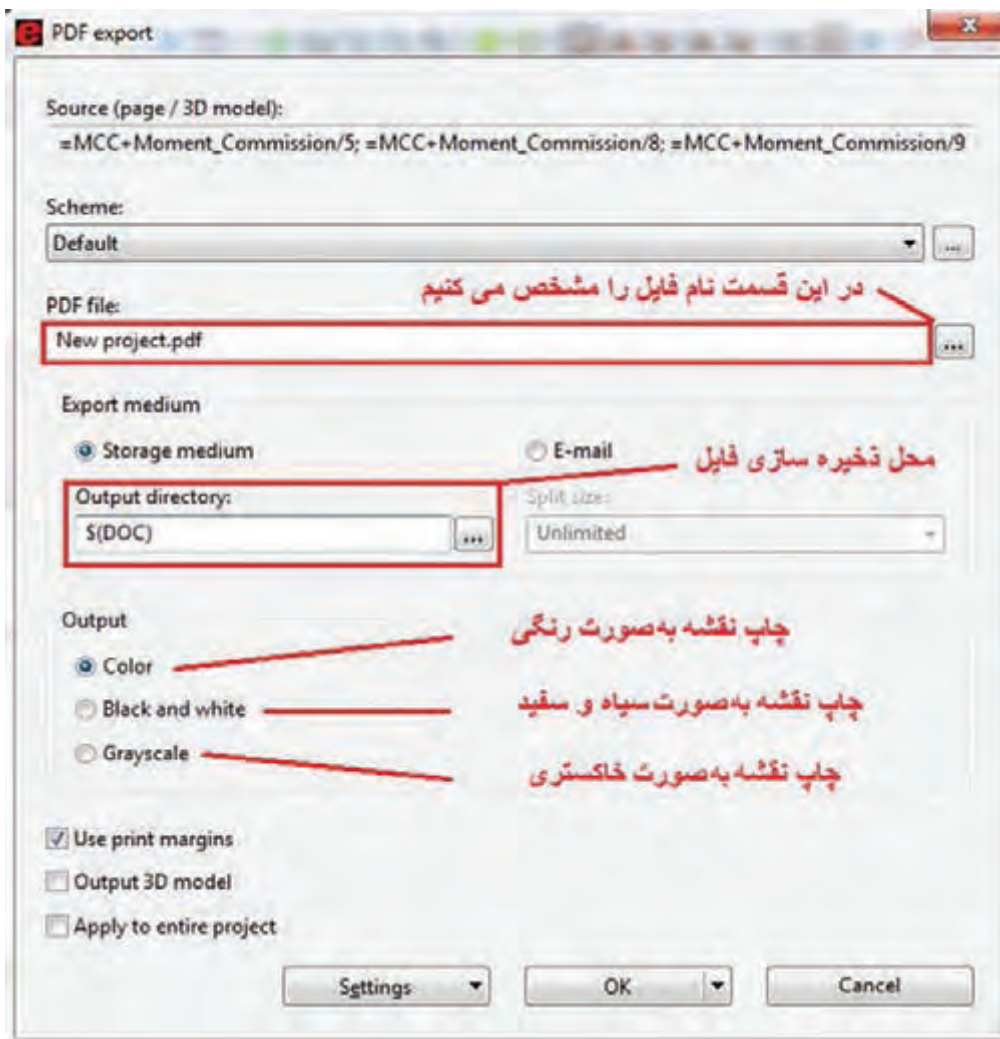 PDF export
Source (page / 3D model):
=MCC+Moment_Commission/5; =MCC+Moment_Commission/8; =MCC+Moment_Commission/9
Scheme:
Default
...
در این قسمت نام فایل را مشخص می کنیم
PDF file:
New project.pdf
...
Export medium
Storage medium
E-mail
محل ذخیره سازی فایل
Output directory:
Split size:
$(DOC)
...
Unlimited
Output
چاپ نقشه به‌صورت رنگی
Color
چاپ نقشه به‌صورت سیاه و سفید
Black and white
Grayscale
چاپ نقشه به‌صورت خاکستری
Use print margins
Output 3D model
Apply to entire project
Settings
OK
Cancel